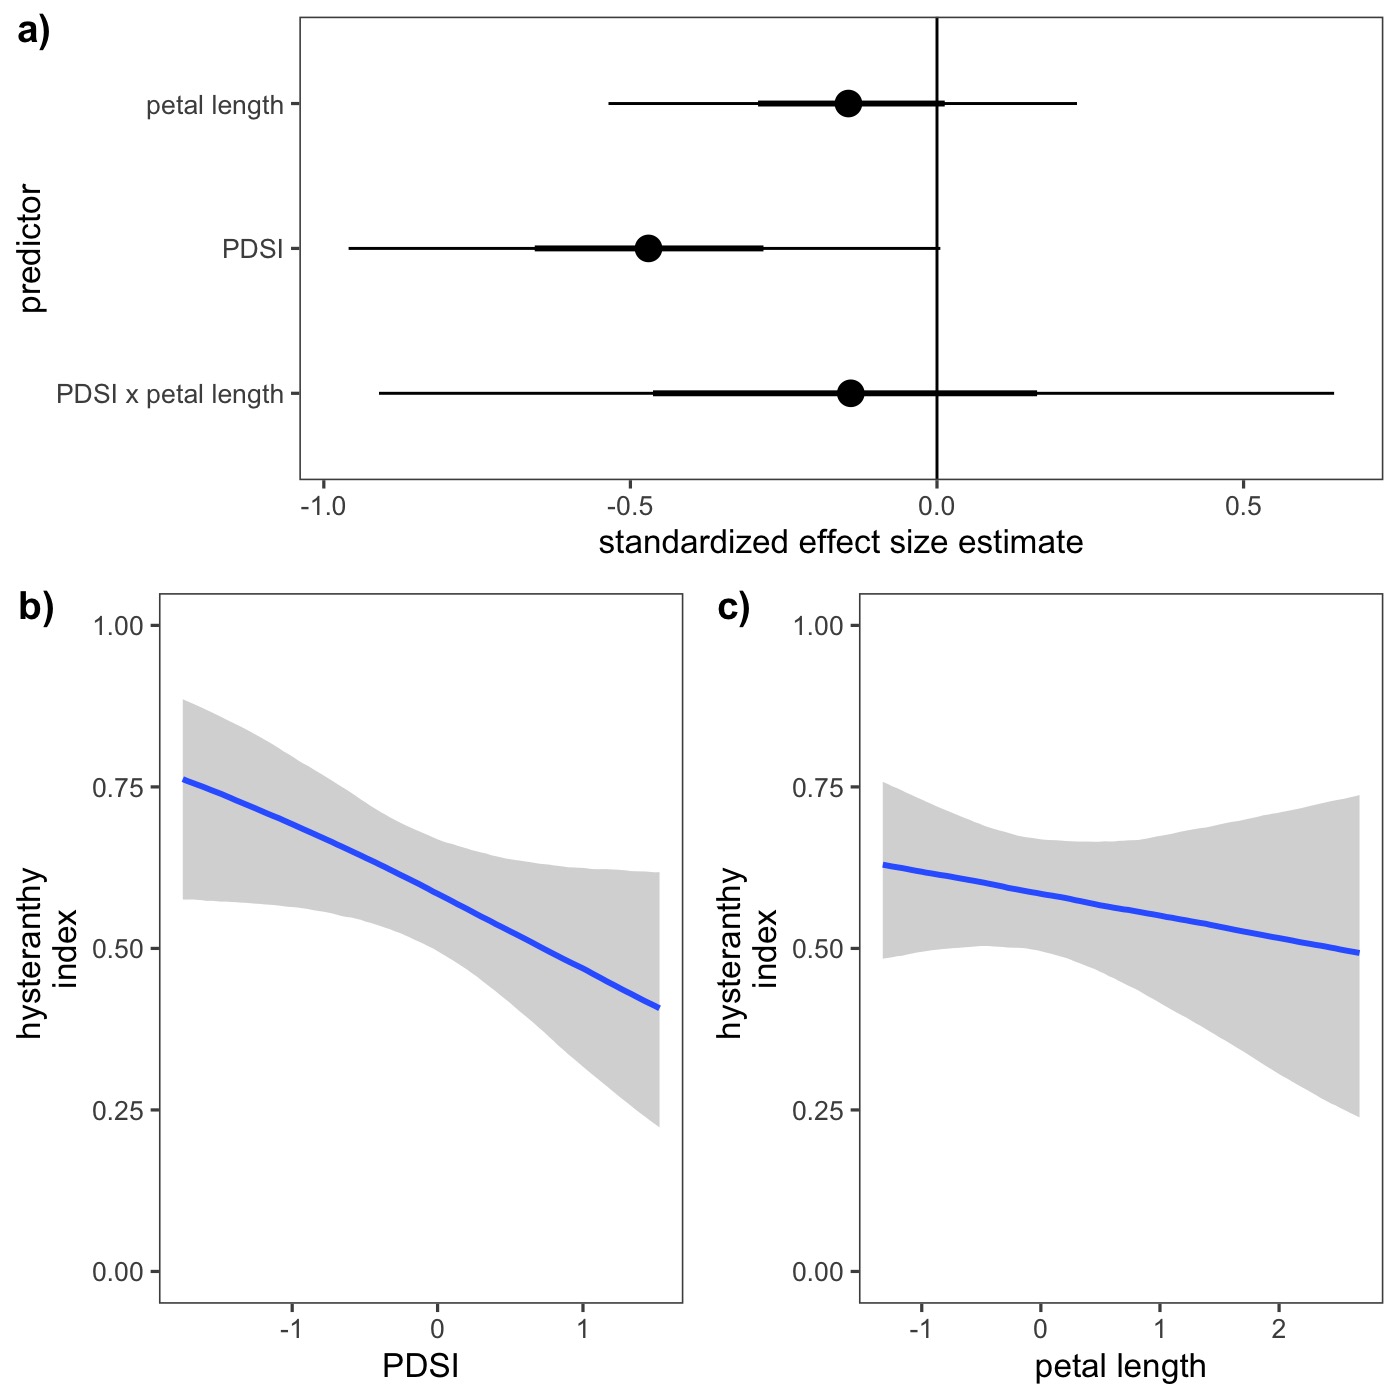 a)
predictor
petal length
PDSI
PDSI x petal length
-1.0
-0.5
0.0
0.5
standardized effect size estimate
b)
hysteranthy
index
1.00
0.75
0.50
0.25
0.00
-1
0
1
PDSI
c)
hysteranthy
index
1.00
0.75
0.50
0.25
0.00
-1
0
1
2
petal length